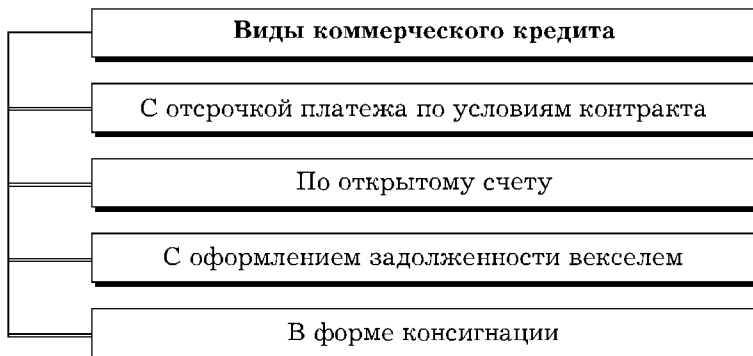 Виды коммерческого кредита
С отсрочкой платежа по условиям контракта
По открытому счету
С оформлением задолженности векселем
В форме консигнации